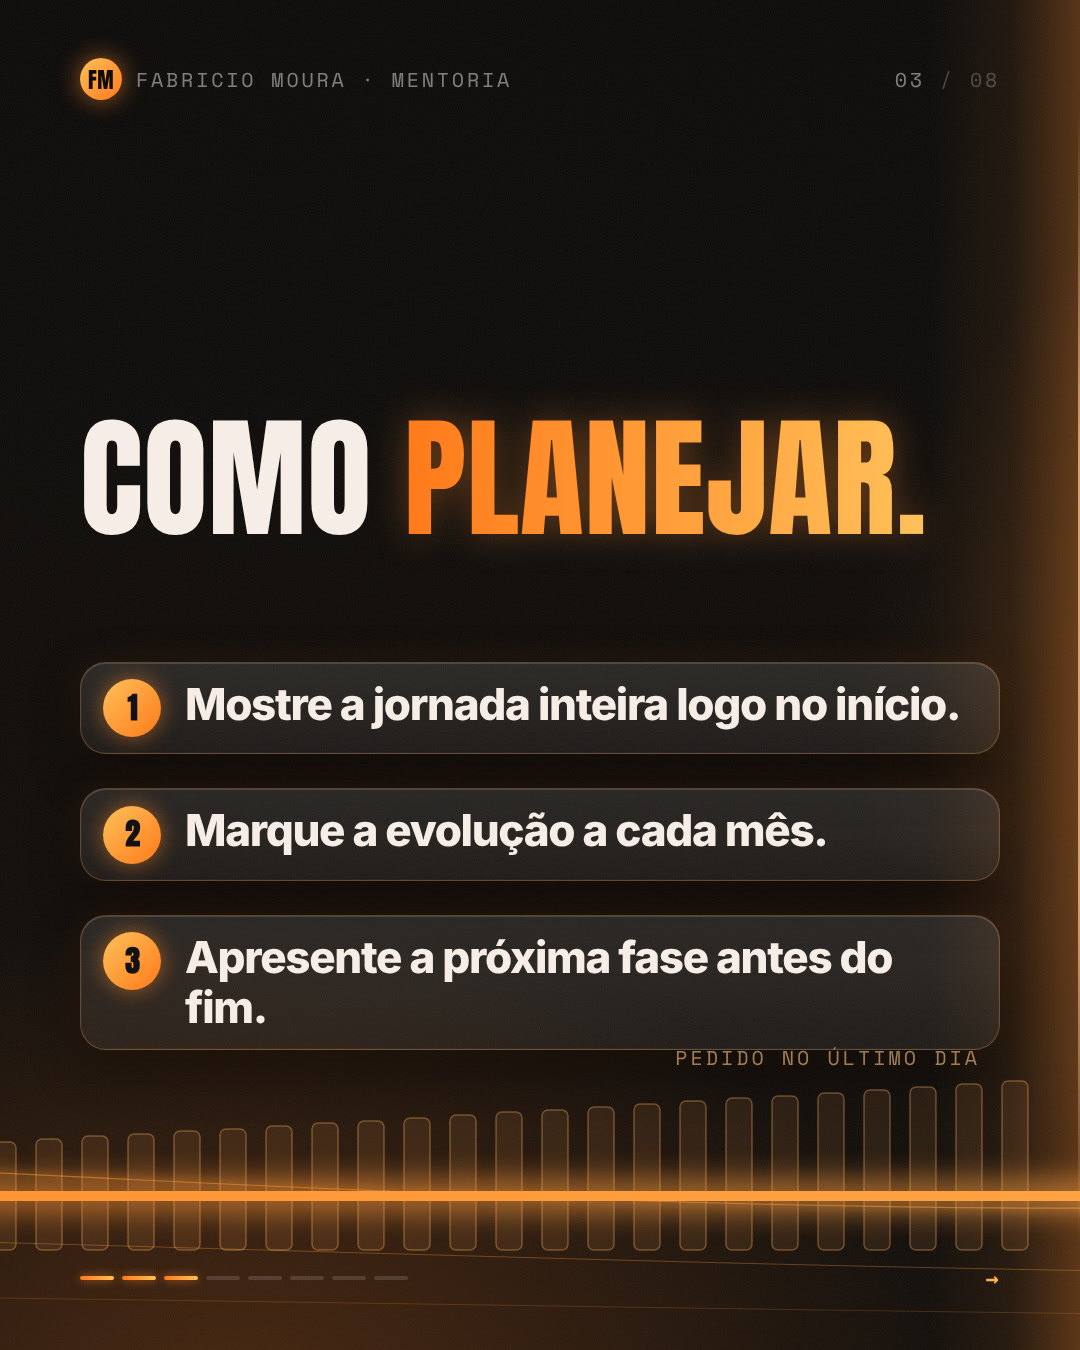 FM FABRICIO MOURA · MENTORIA
03 / 08
COMO PLANEJAR.
1 Mostre a jornada inteira logo no início.
2 Marque a evolução a cada mês.
3 Apresente a próxima fase antes do
fim.
PEDIDO NO ÚLTIMO DIA
→